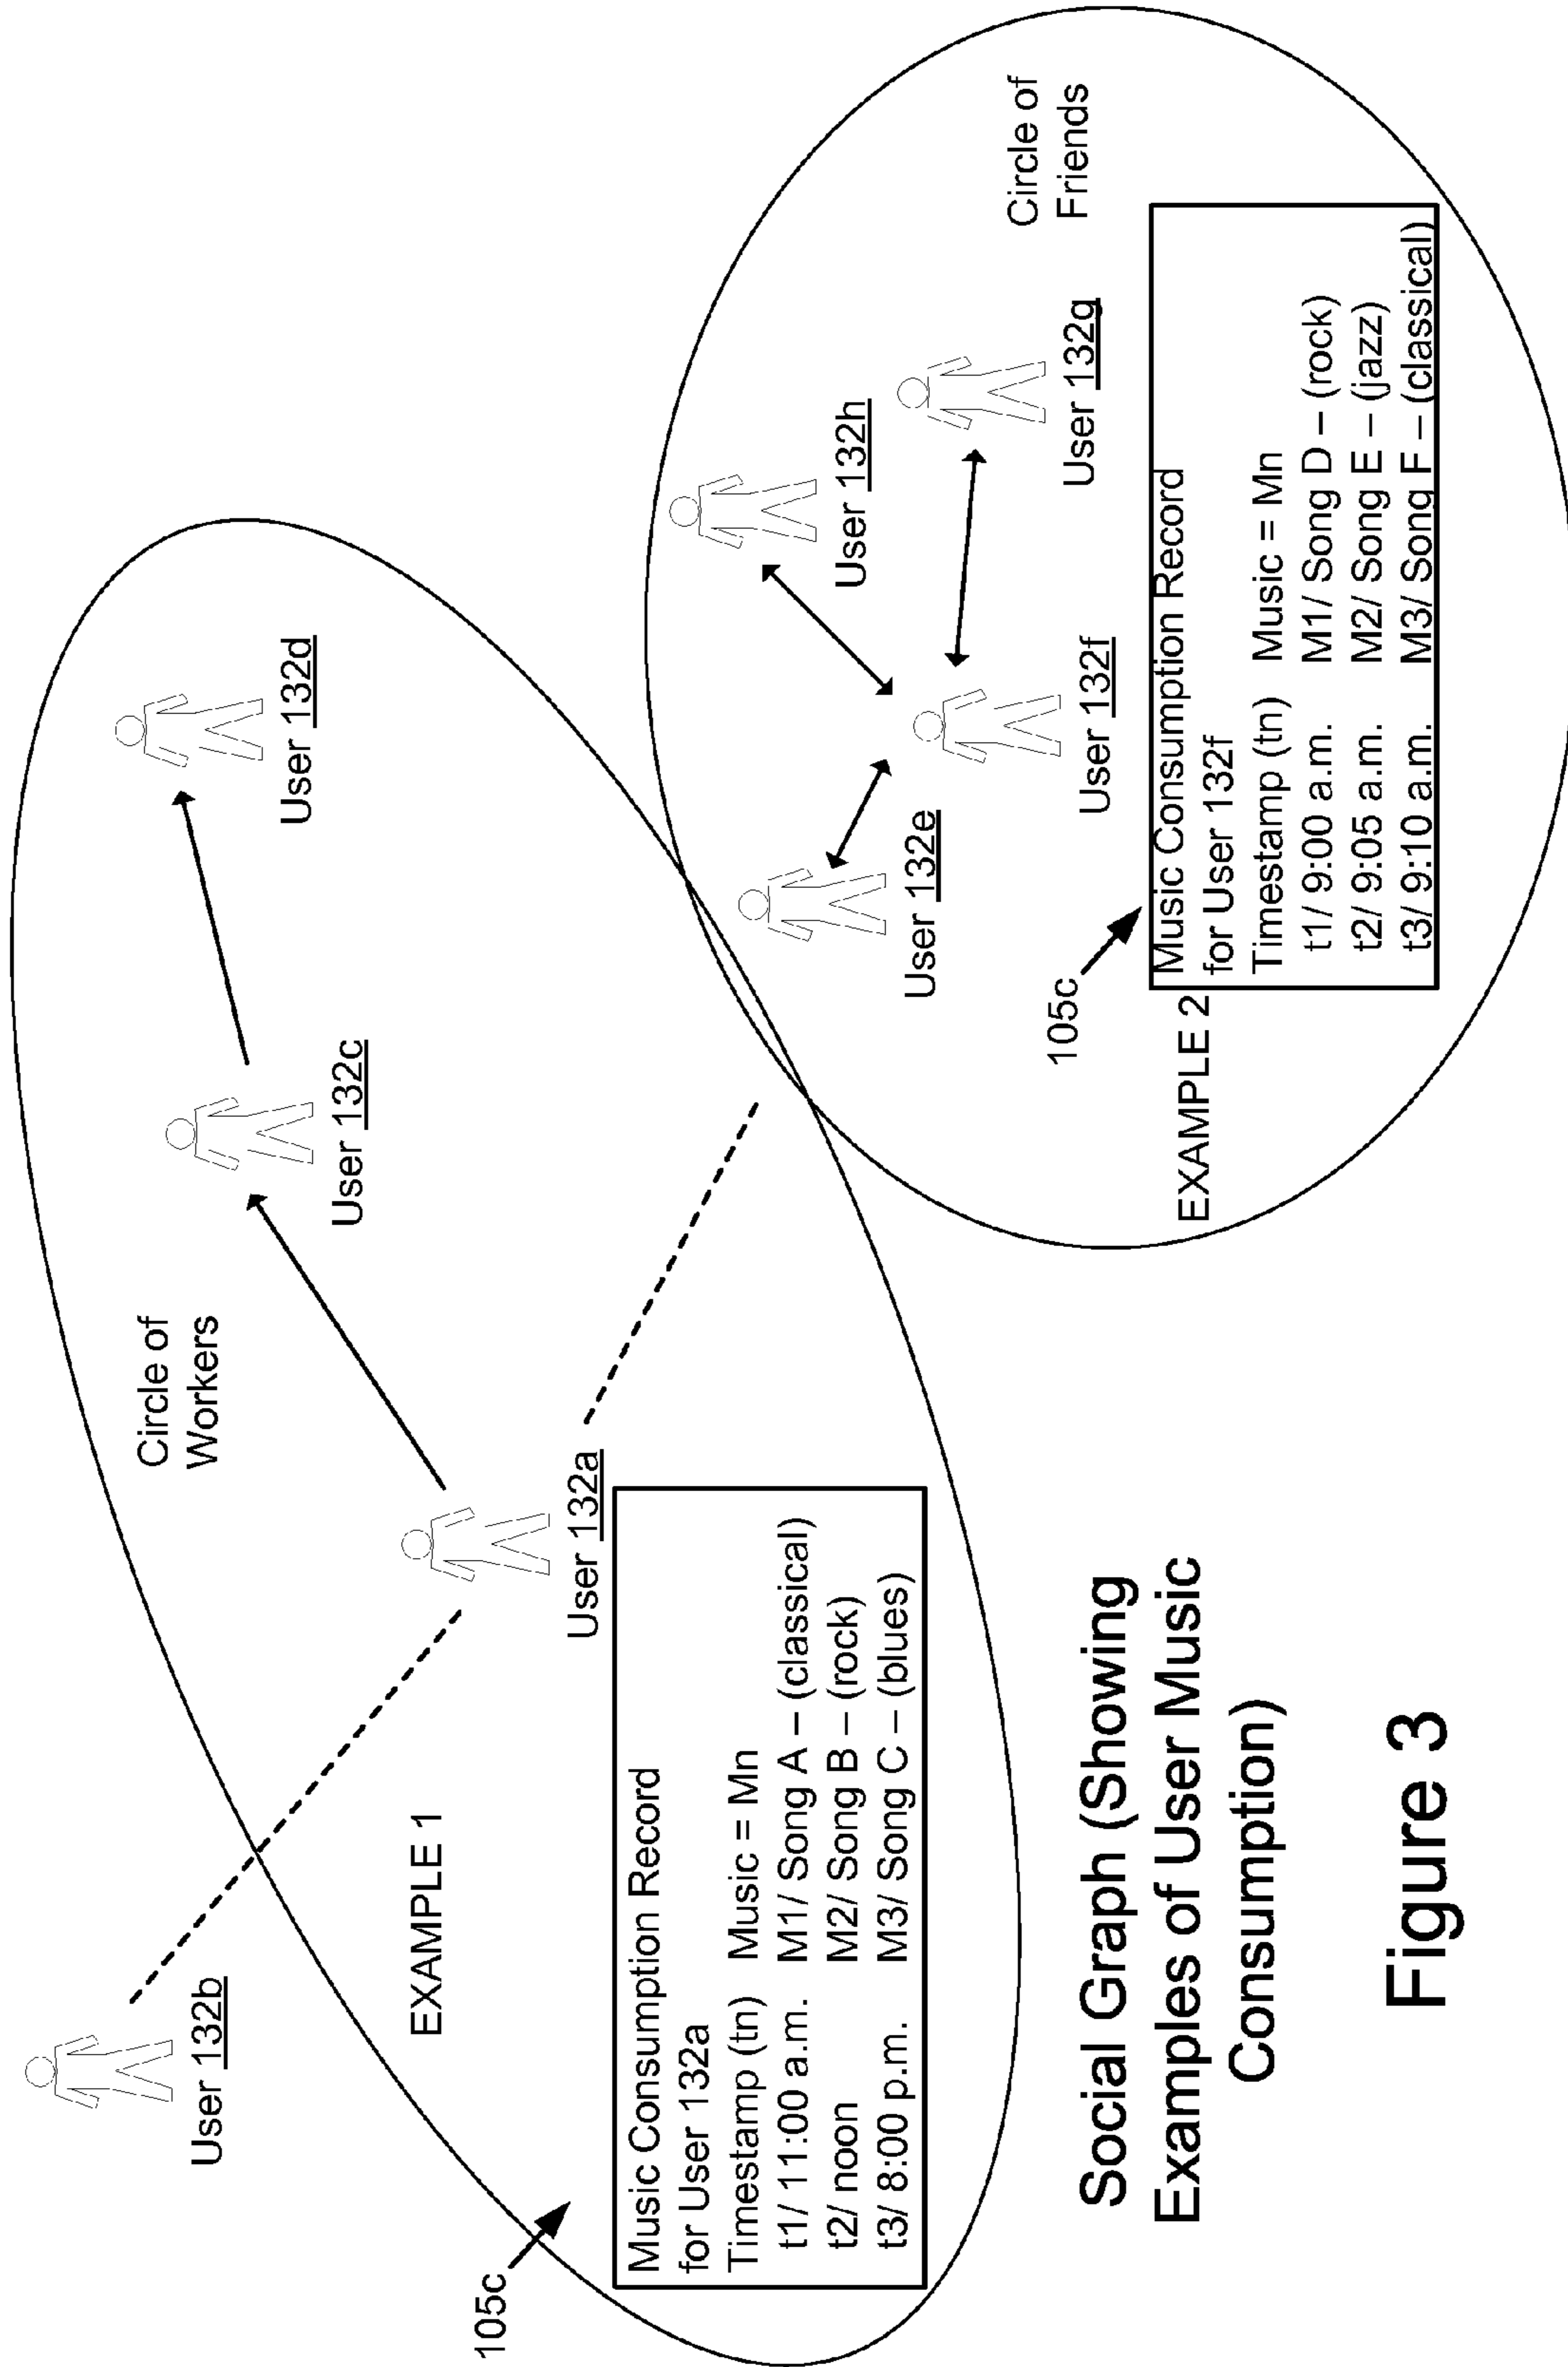 User 132b
Circle of
Workers
User 132c
User 132d
EXAMPLE 1
User 132a
105c
Music Consumption Record
for User 132a
Timestamp (tn) Music = Mn
t1/ 11:00 a.m. M1/ Song A – (classical)
t2/ noon M2/ Song B – (rock)
t3/ 8:00 p.m. M3/ Song C – (blues)
User 132h
User 132e
User 132g
User 132f
Circle of
Friends
105c
EXAMPLE 2
Music Consumption Record
for User 132f
Timestamp (tn) Music = Mn
t1/ 9:00 a.m. M1/ Song D – (rock)
t2/ 9:05 a.m. M2/ Song E – (jazz)
t3/ 9:10 a.m. M3/ Song F – (classical)
Social Graph (Showing
Examples of User Music
Consumption)
Figure 3